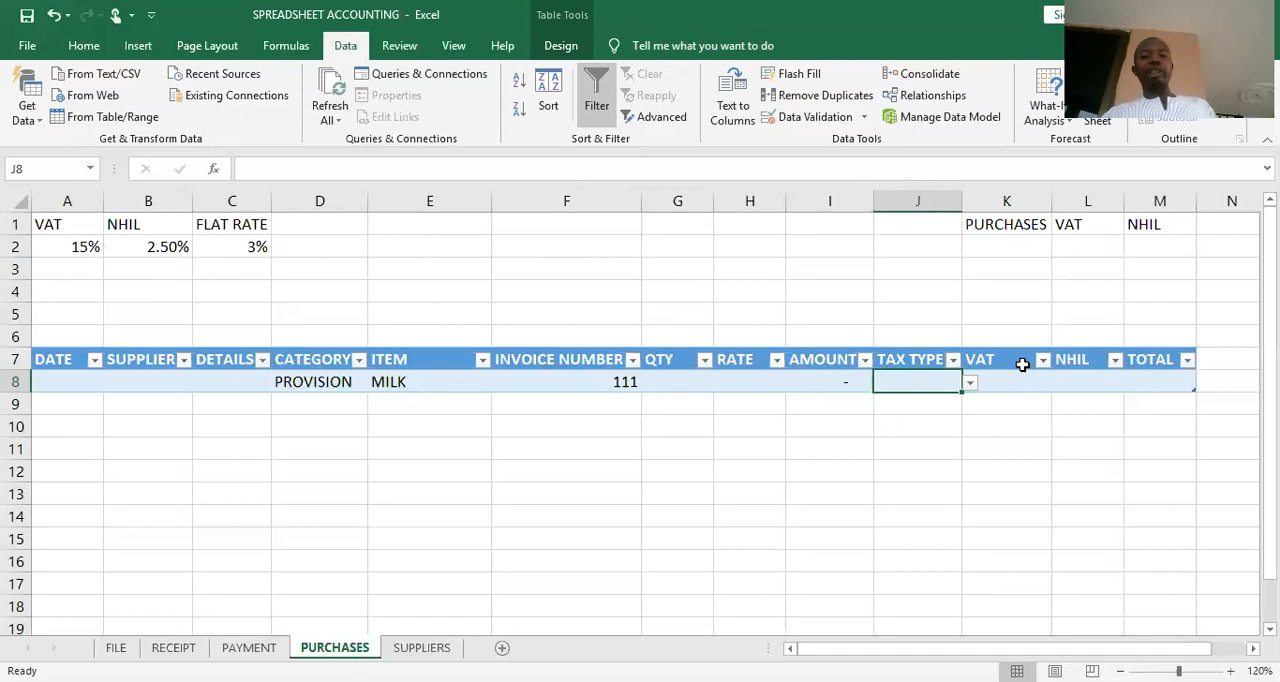 SPREADSHEET ACCOUNTING - Excel
Table Tools
File Home Insert Page Layout Formulas Data Review View Help Design Tell me what you want to do
Get Data
From Text/CSV
From Web
From Table/Range
Recent Sources
Existing Connections
Get & Transform Data
Refresh All
Queries & Connections
Properties
Edit Links
Queries & Connections
Sort
Filter
Clear
Reapply
Advanced
Sort & Filter
Text to Columns
Flash Fill
Remove Duplicates
Data Validation
Consolidate
Relationships
Manage Data Model
Data Tools
What-If Analysis
Sheet
Forecast
Outline
J8 fx
A B C D E F G H I J K L M N
1 VAT NHIL FLAT RATE PURCHASES VAT NHIL
2 15% 2.50% 3%
3
4
5
6
7 DATE SUPPLIER DETAILS CATEGORY ITEM INVOICE NUMBER QTY RATE AMOUNT TAX TYPE VAT NHIL TOTAL
8 PROVISION MILK 111 -
9
10
11
12
13
14
15
16
17
18
19
FILE RECEIPT PAYMENT PURCHASES SUPPLIERS
Ready 120%